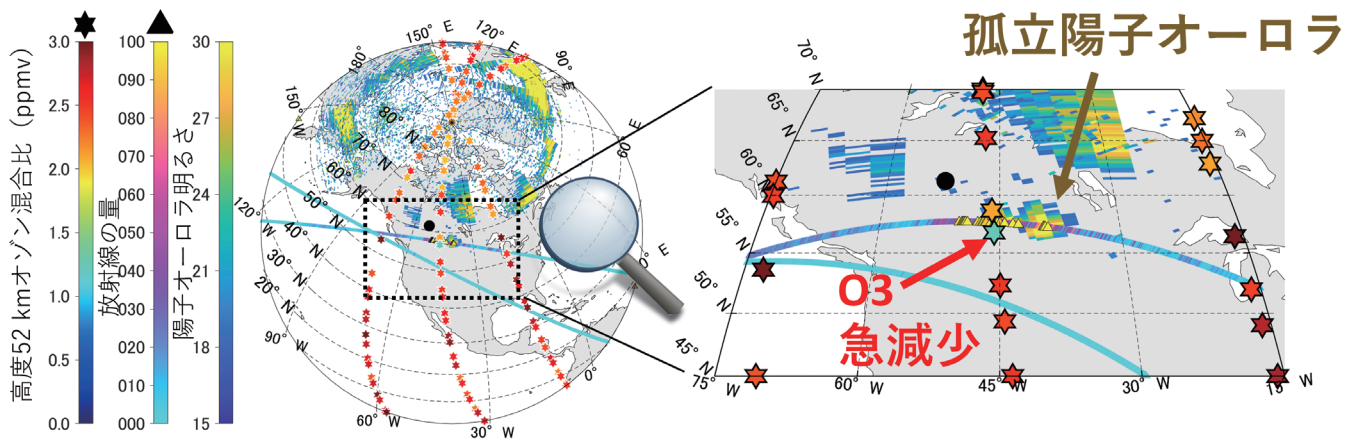 高度52 kmオゾン混合比（ppmv）
3.0
2.5
2.0
1.5
1.0
0.5
0.0
放射線の量
100
090
080
070
060
050
040
030
020
010
000
陽子オーロラ明るさ
30
27
24
21
18
15
180°
150° E
120° E
90° E
60° E
0° E
150° W
120° W
90° W
60° W
30° W
0°
80° N
70° N
60° N
50° N
40° N
30° N
20° N
孤立陽子オーロラ
70° N
65° N
60° N
55° N
50° N
45° N
O3
急減少
75° W
60° W
45° W
30° W
15 W